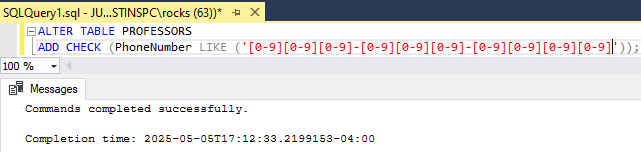 SQLQuery1.sql - JU...STINSPC\rocks (63))*
ALTER TABLE PROFESSORS
ADD CHECK (PhoneNumber LIKE ('[0-9][0-9][0-9]-[0-9][0-9][0-9]-[0-9][0-9][0-9][0-9]'));
100 %
Messages
Commands completed successfully.
Completion time: 2025-05-05T17:12:33.2199153-04:00